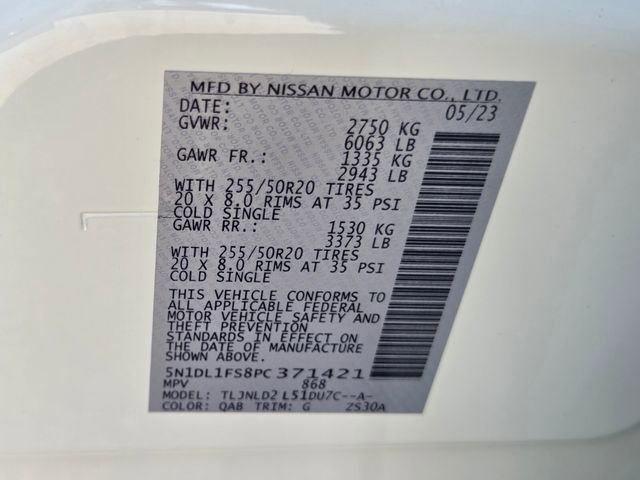 MFD BY NISSAN MOTOR CO., LTD.
DATE: 05/23
GVWR: 2750 KG
6063 LB
GAWR FR.: 1335 KG
2943 LB
WITH 255/50R20 TIRES
20 X 8.0 RIMS AT 35 PSI
COLD SINGLE
GAWR RR.: 1530 KG
3373 LB
WITH 255/50R20 TIRES
20 X 8.0 RIMS AT 35 PSI
COLD SINGLE
THIS VEHICLE CONFORMS TO
ALL APPLICABLE FEDERAL
MOTOR VEHICLE SAFETY AND
THEFT PREVENTION
STANDARDS IN EFFECT ON
THE DATE OF MANUFACTURE
SHOWN ABOVE.
5N1DL1FS8PC371421
MPV 868
MODEL: TLJNLD2 L51DU7C--A-
COLOR: QAB TRIM: G ZS30A